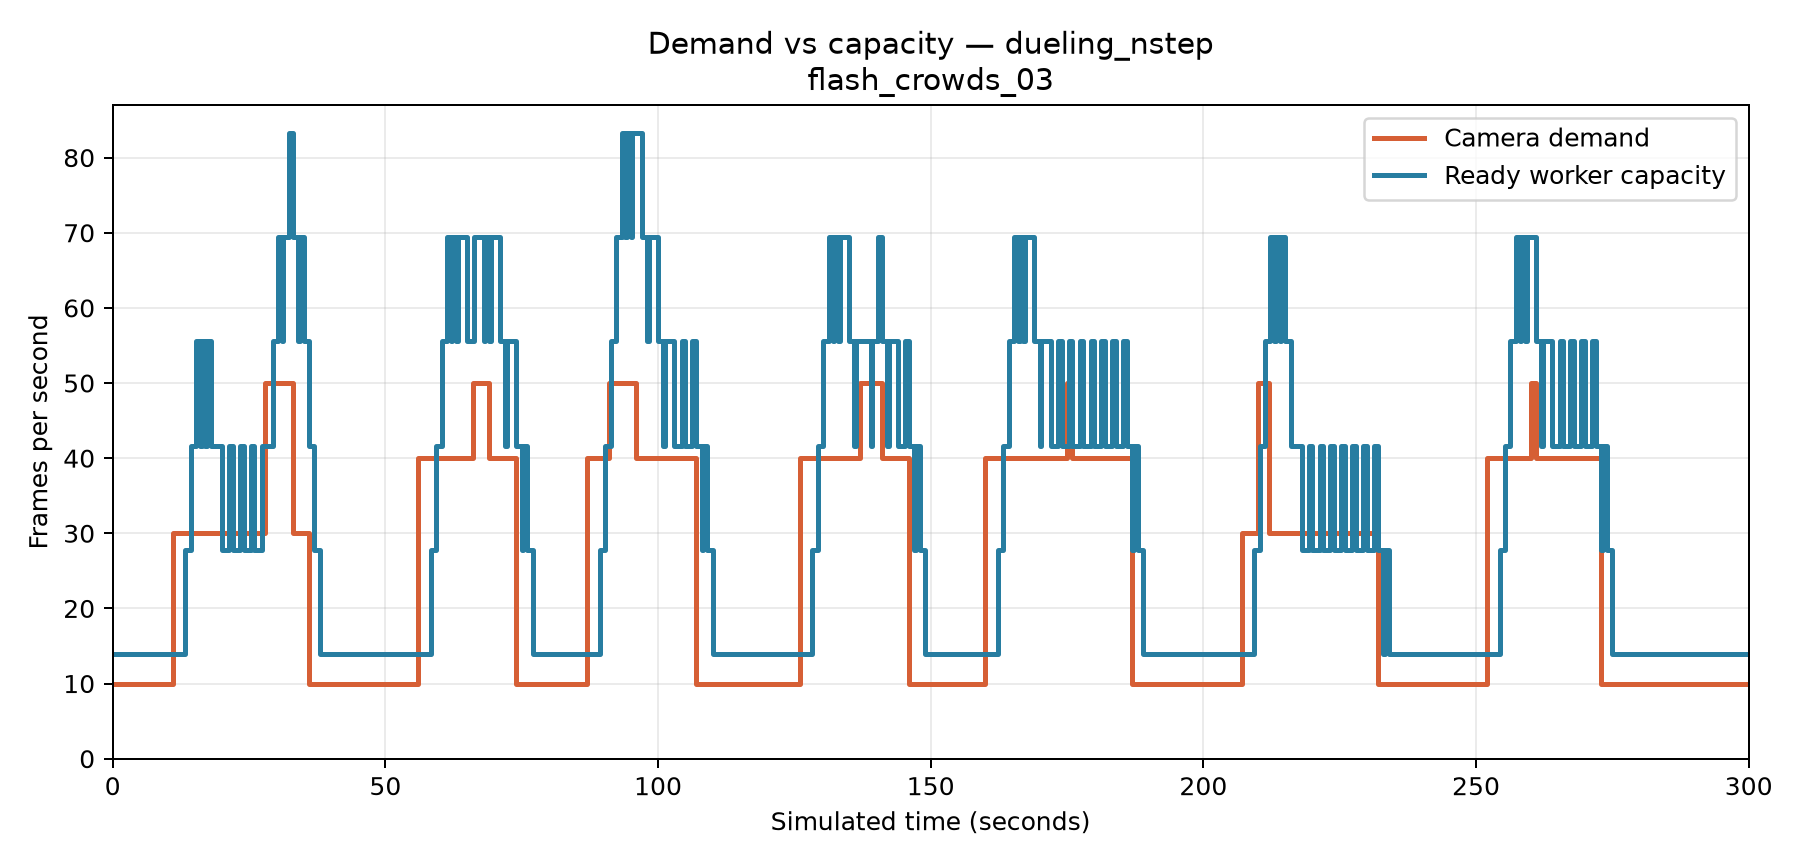 Demand vs capacity — dueling_nstep
flash_crowds_03
Camera demand
Ready worker capacity
Frames per second
80
70
60
50
40
30
20
10
0
0 50 100 150 200 250 300
Simulated time (seconds)